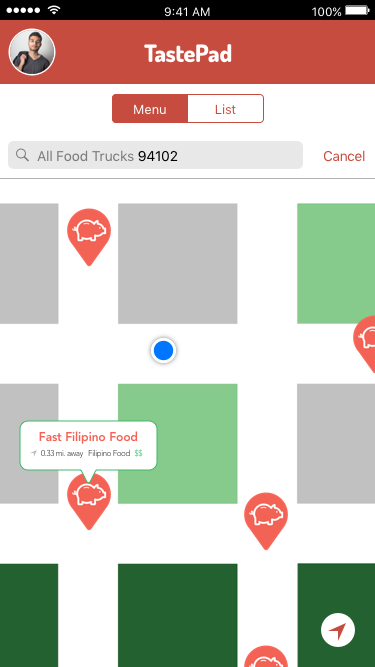 9:41 AM
100%
TastePad
Menu
List
All Food Trucks 94102
Cancel
Fast Filipino Food
0.33 mi. away Filipino Food $$